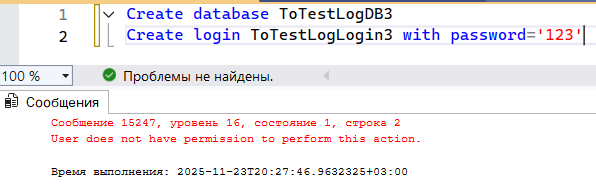 1 Create database ToTestLogDB3
2 Create login ToTestLogLogin3 with password='123'
100 % Проблемы не найдены.
Сообщения
Сообщение 15247, уровень 16, состояние 1, строка 2
User does not have permission to perform this action.
Время выполнения: 2025-11-23T20:27:46.9632325+03:00